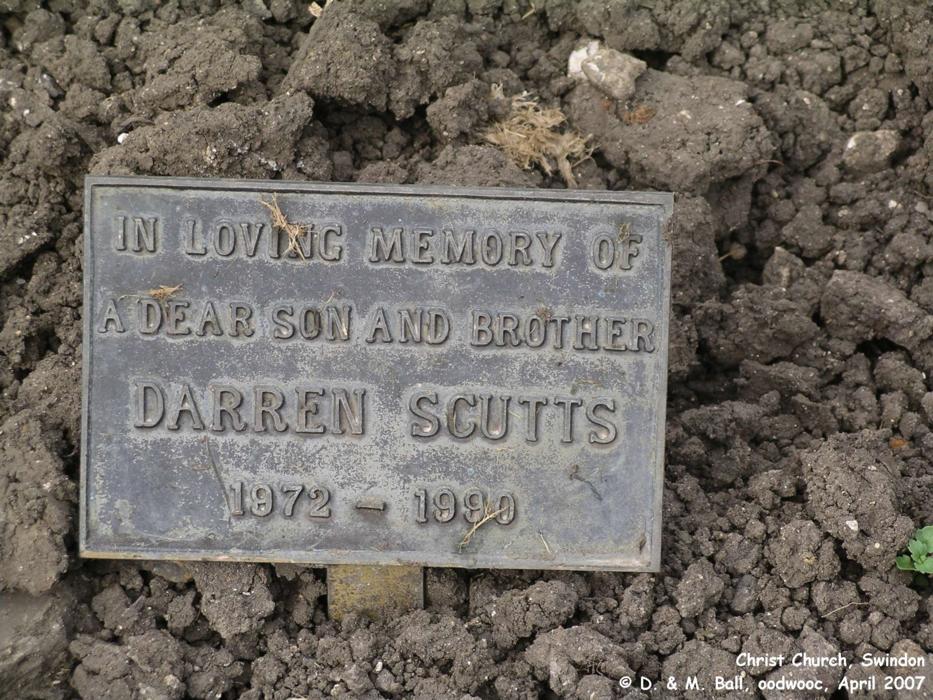 IN LOVING MEMORY OF
A DEAR SON AND BROTHER
DARREN SCUTTS
1972 – 1990
Christ Church, Swindon
© D. & M. Ball, oodwooc, April 2007